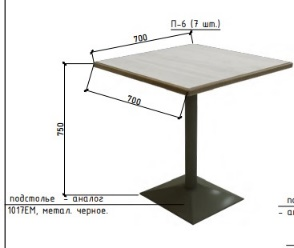 П-6 (7 шт.)
700
700
750
подстолье - аналог
1017ЕМ, метал. черное.